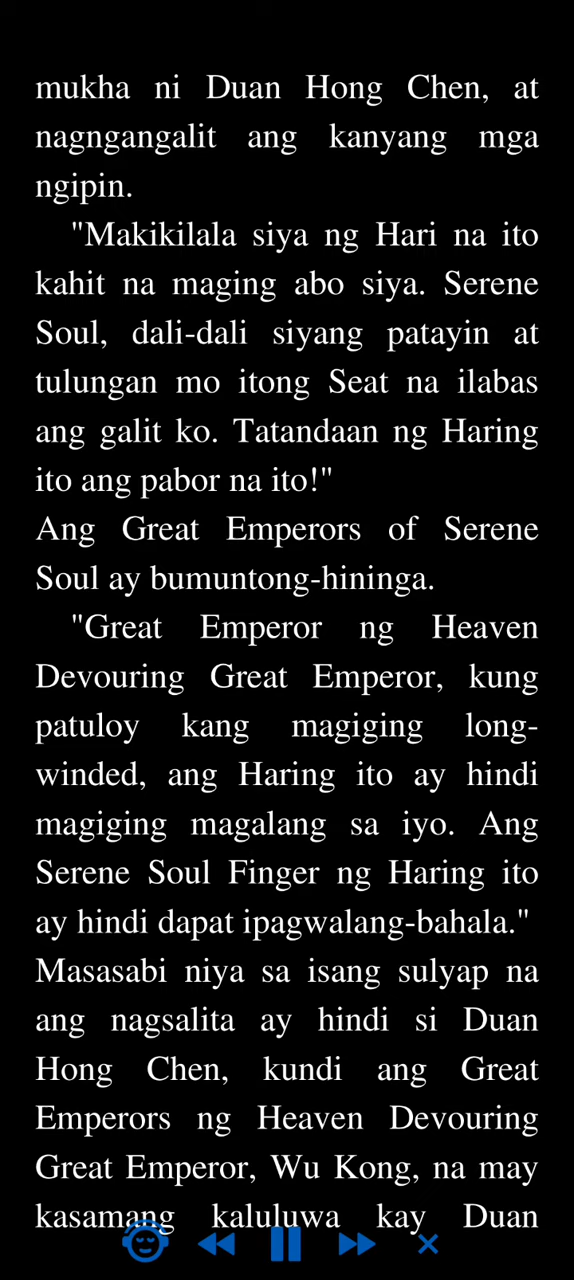 mukha ni Duan Hong Chen, at
nagngangalit ang kanyang mga
ngipin.
"Makikilala siya ng Hari na ito
kahit na maging abo siya. Serene
Soul, dali-dali siyang patayin at
tulungan mo itong Seat na ilabas
ang galit ko. Tatandaan ng Haring
ito ang pabor na ito!"
Ang Great Emperors of Serene
Soul ay bumuntong-hininga.
"Great Emperor ng Heaven
Devouring Great Emperor, kung
patuloy kang magiging long-
winded, ang Haring ito ay hindi
magiging magalang sa iyo. Ang
Serene Soul Finger ng Haring ito
ay hindi dapat ipagwalang-bahala."
Masasabi niya sa isang sulyap na
ang nagsalita ay hindi si Duan
Hong Chen, kundi ang Great
Emperors ng Heaven Devouring
Great Emperor, Wu Kong, na may
kasamang kaluluwa kay Duan